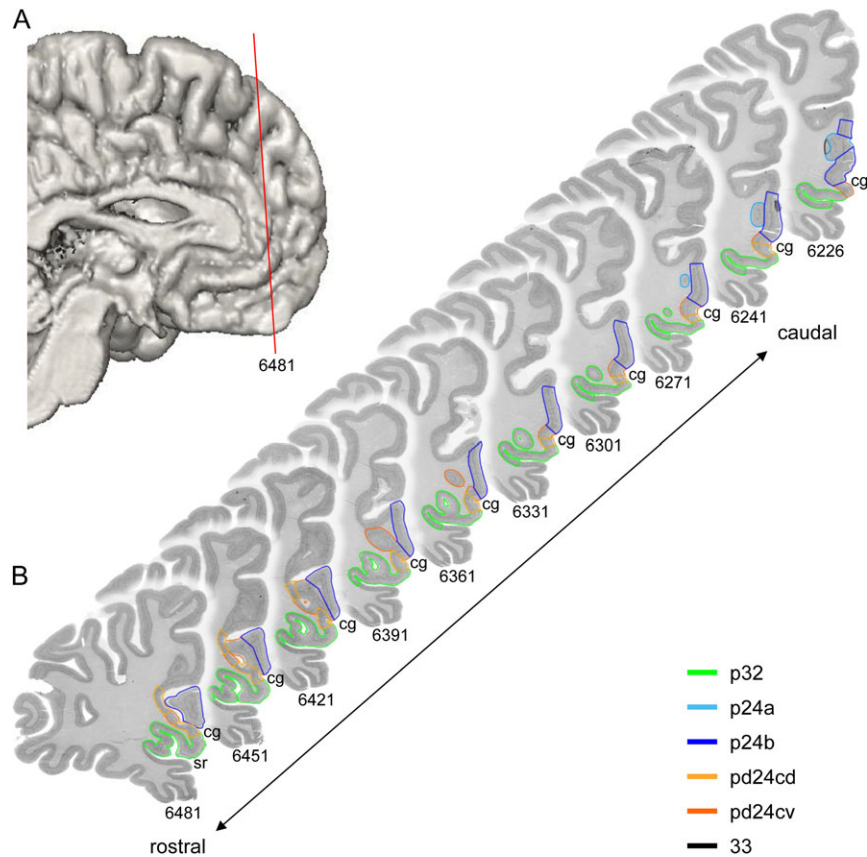 A
6481
cg
6226
cg
6241
caudal
cg
6271
cg
6301
cg
6331
cg
6361
cg
6391
B
cg
6421
cg
6451
cg
sr
6481
rostral
p32
p24a
p24b
pd24cd
pd24cv
33